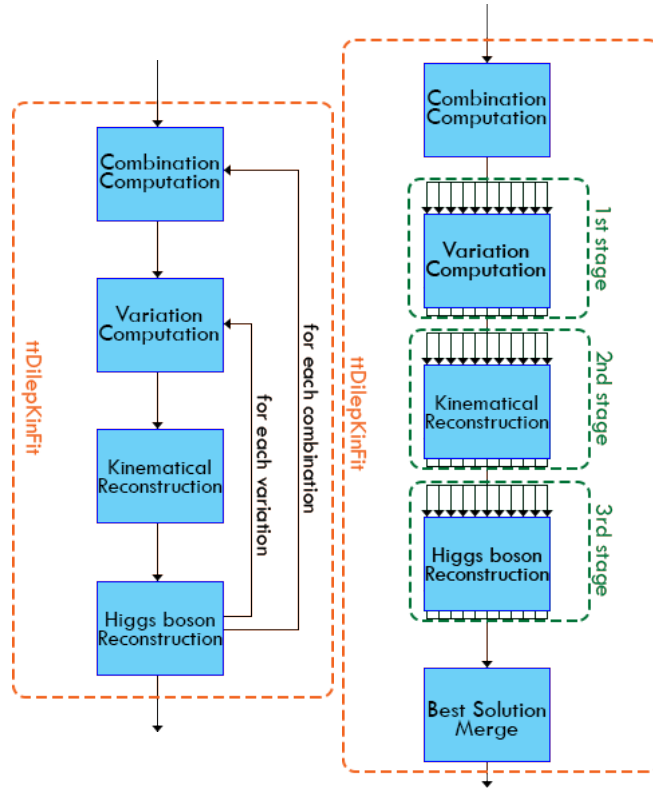 Combination
Computation
Variation
Computation
Kinematical
Reconstruction
Higgs boson
Reconstruction
for each variation
for each combination
ttDilepKinFit
Combination
Computation
1st stage
Variation
Computation
2nd stage
Kinematical
Reconstruction
3rd stage
Higgs boson
Reconstruction
Best Solution
Merge
ttDilepKinFit